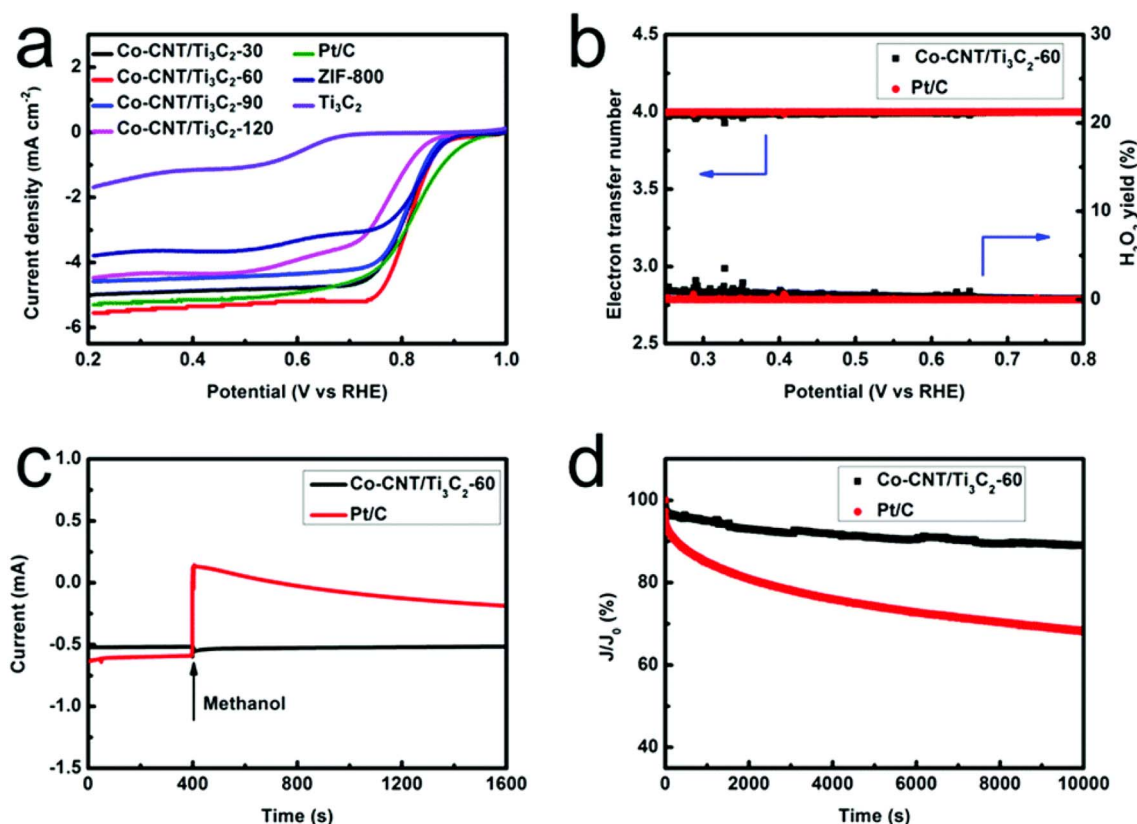 a
Co-CNT/Ti₃C₂-30
Co-CNT/Ti₃C₂-60
Co-CNT/Ti₃C₂-90
Co-CNT/Ti₃C₂-120
Pt/C
ZIF-800
Ti₃C₂
Current density (mA cm⁻²)
2
0
-2
-4
-6
0.2
0.4
0.6
0.8
1.0
Potential (V vs RHE)
b
Co-CNT/Ti₃C₂-60
Pt/C
Electron transfer number
4.5
4.0
3.5
3.0
2.5
H₂O₂ yield (%)
30
20
10
0
0.3
0.4
0.5
0.6
0.7
0.8
Potential (V vs RHE)
c
Co-CNT/Ti₃C₂-60
Pt/C
Current (mA)
1.0
0.5
0.0
-0.5
-1.0
-1.5
Methanol
0
400
800
1200
1600
Time (s)
d
Co-CNT/Ti₃C₂-60
Pt/C
J/J₀ (%)
100
80
60
40
0
2000
4000
6000
8000
10000
Time (s)